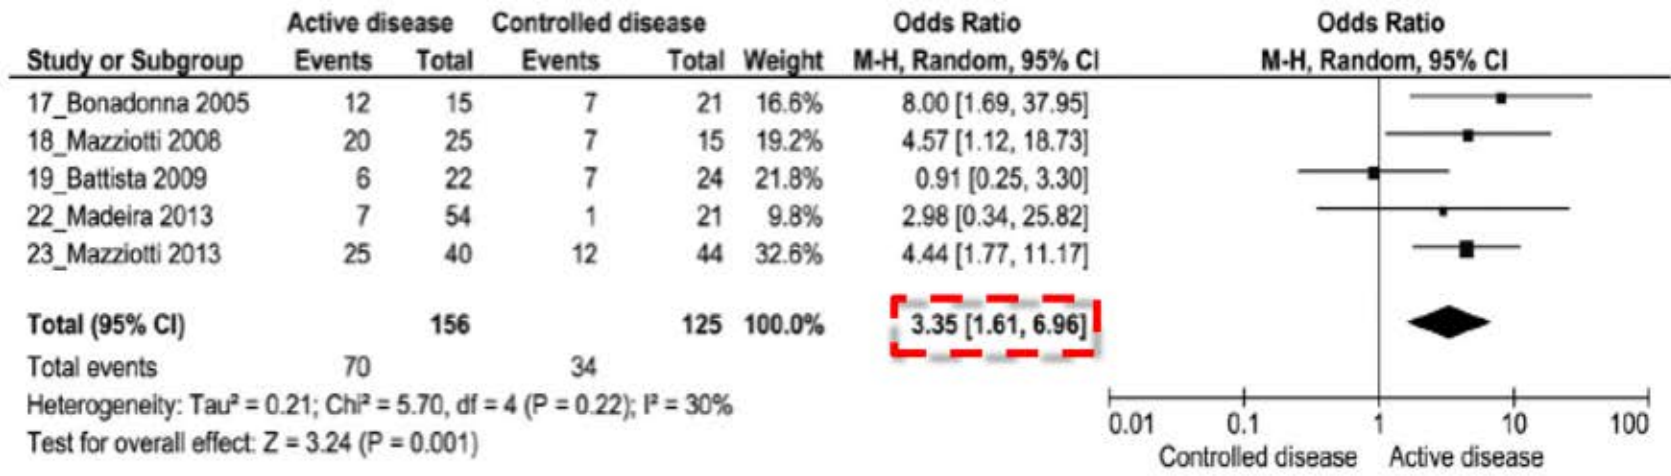 Active disease Controlled disease Odds Ratio Odds Ratio
Study or Subgroup Events Total Events Total Weight M-H, Random, 95% CI M-H, Random, 95% CI
17_Bonadonna 2005 12 15 7 21 16.6% 8.00 [1.69, 37.95]
18_Mazziotti 2008 20 25 7 15 19.2% 4.57 [1.12, 18.73]
19_Battista 2009 6 22 7 24 21.8% 0.91 [0.25, 3.30]
22_Madeira 2013 7 54 1 21 9.8% 2.98 [0.34, 25.82]
23_Mazziotti 2013 25 40 12 44 32.6% 4.44 [1.77, 11.17]
Total (95% CI) 156 125 100.0% 3.35 [1.61, 6.96]
Total events 70 34
Heterogeneity: Tau² = 0.21; Chi² = 5.70, df = 4 (P = 0.22); I² = 30%
Test for overall effect: Z = 3.24 (P = 0.001)
0.01 0.1 1 10 100
Controlled disease Active disease